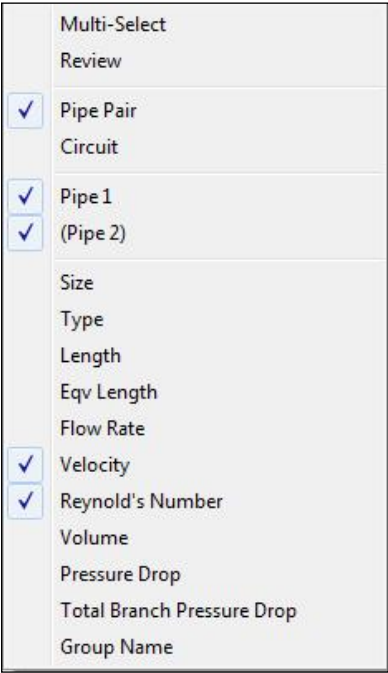 Multi-Select
Review
Pipe Pair
Circuit
Pipe 1
(Pipe 2)
Size
Type
Length
Eqv Length
Flow Rate
Velocity
Reynold's Number
Volume
Pressure Drop
Total Branch Pressure Drop
Group Name